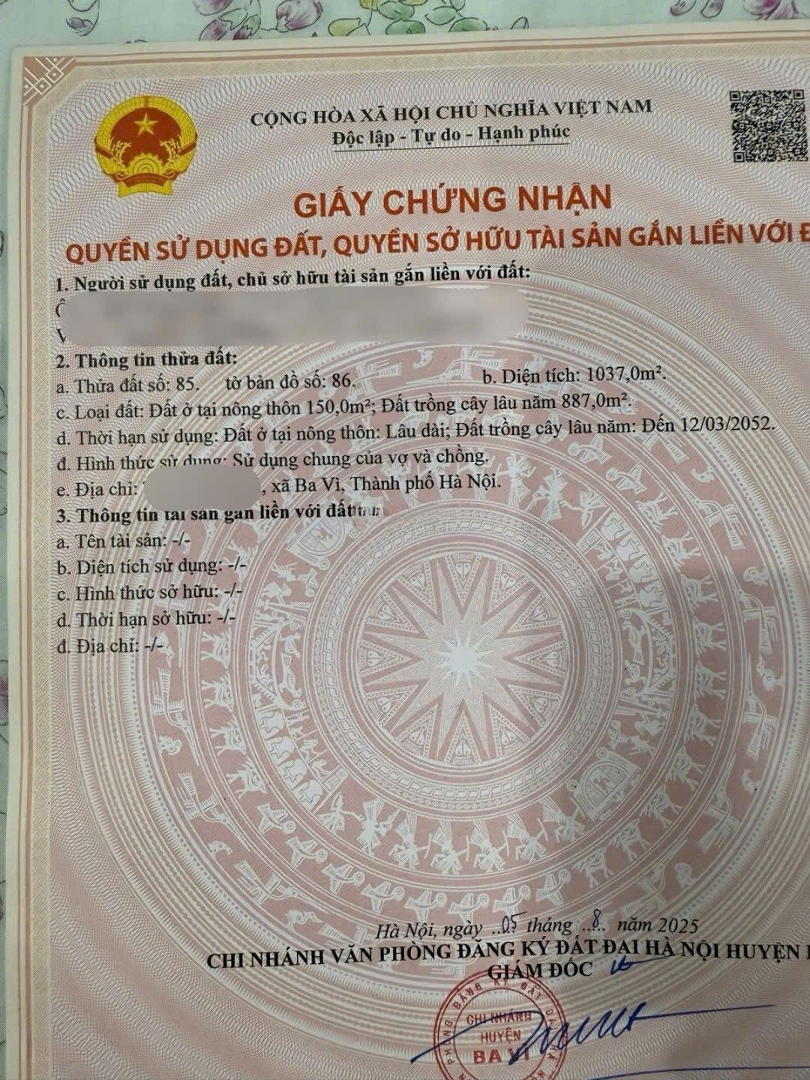 CỘNG HÒA XÃ HỘI CHỦ NGHĨA VIỆT NAM
Độc lập - Tự do - Hạnh phúc
GIẤY CHỨNG NHẬN
QUYỀN SỬ DỤNG ĐẤT, QUYỀN SỞ HỮU TÀI SẢN GẮN LIỀN VỚI Đ
1. Người sử dụng đất, chủ sở hữu tài sản gắn liền với đất:
2. Thông tin thửa đất:
a. Thửa đất số: 85. tờ bản đồ số: 86. b. Diện tích: 1037,0m².
c. Loại đất: Đất ở tại nông thôn 150,0m²; Đất trồng cây lâu năm 887,0m².
d. Thời hạn sử dụng: Đất ở tại nông thôn: Lâu dài; Đất trồng cây lâu năm: Đến 12/03/2052.
đ. Hình thức sử dụng: Sử dụng chung của vợ và chồng.
e. Địa chỉ: , xã Ba Vì, Thành phố Hà Nội.
3. Thông tin tài sản gắn liền với đất
a. Tên tài sản: -/-
b. Diện tích sử dụng: -/-
c. Hình thức sở hữu: -/-
d. Thời hạn sở hữu: -/-
đ. Địa chỉ: -/-
Hà Nội, ngày ..05 tháng ..8.. năm 2025
CHI NHÁNH VĂN PHÒNG ĐĂNG KÝ ĐẤT ĐAI HÀ NỘI HUYỆN
GIÁM ĐỐC
CHI NHÁNH
HUYỆN
BA VÌ